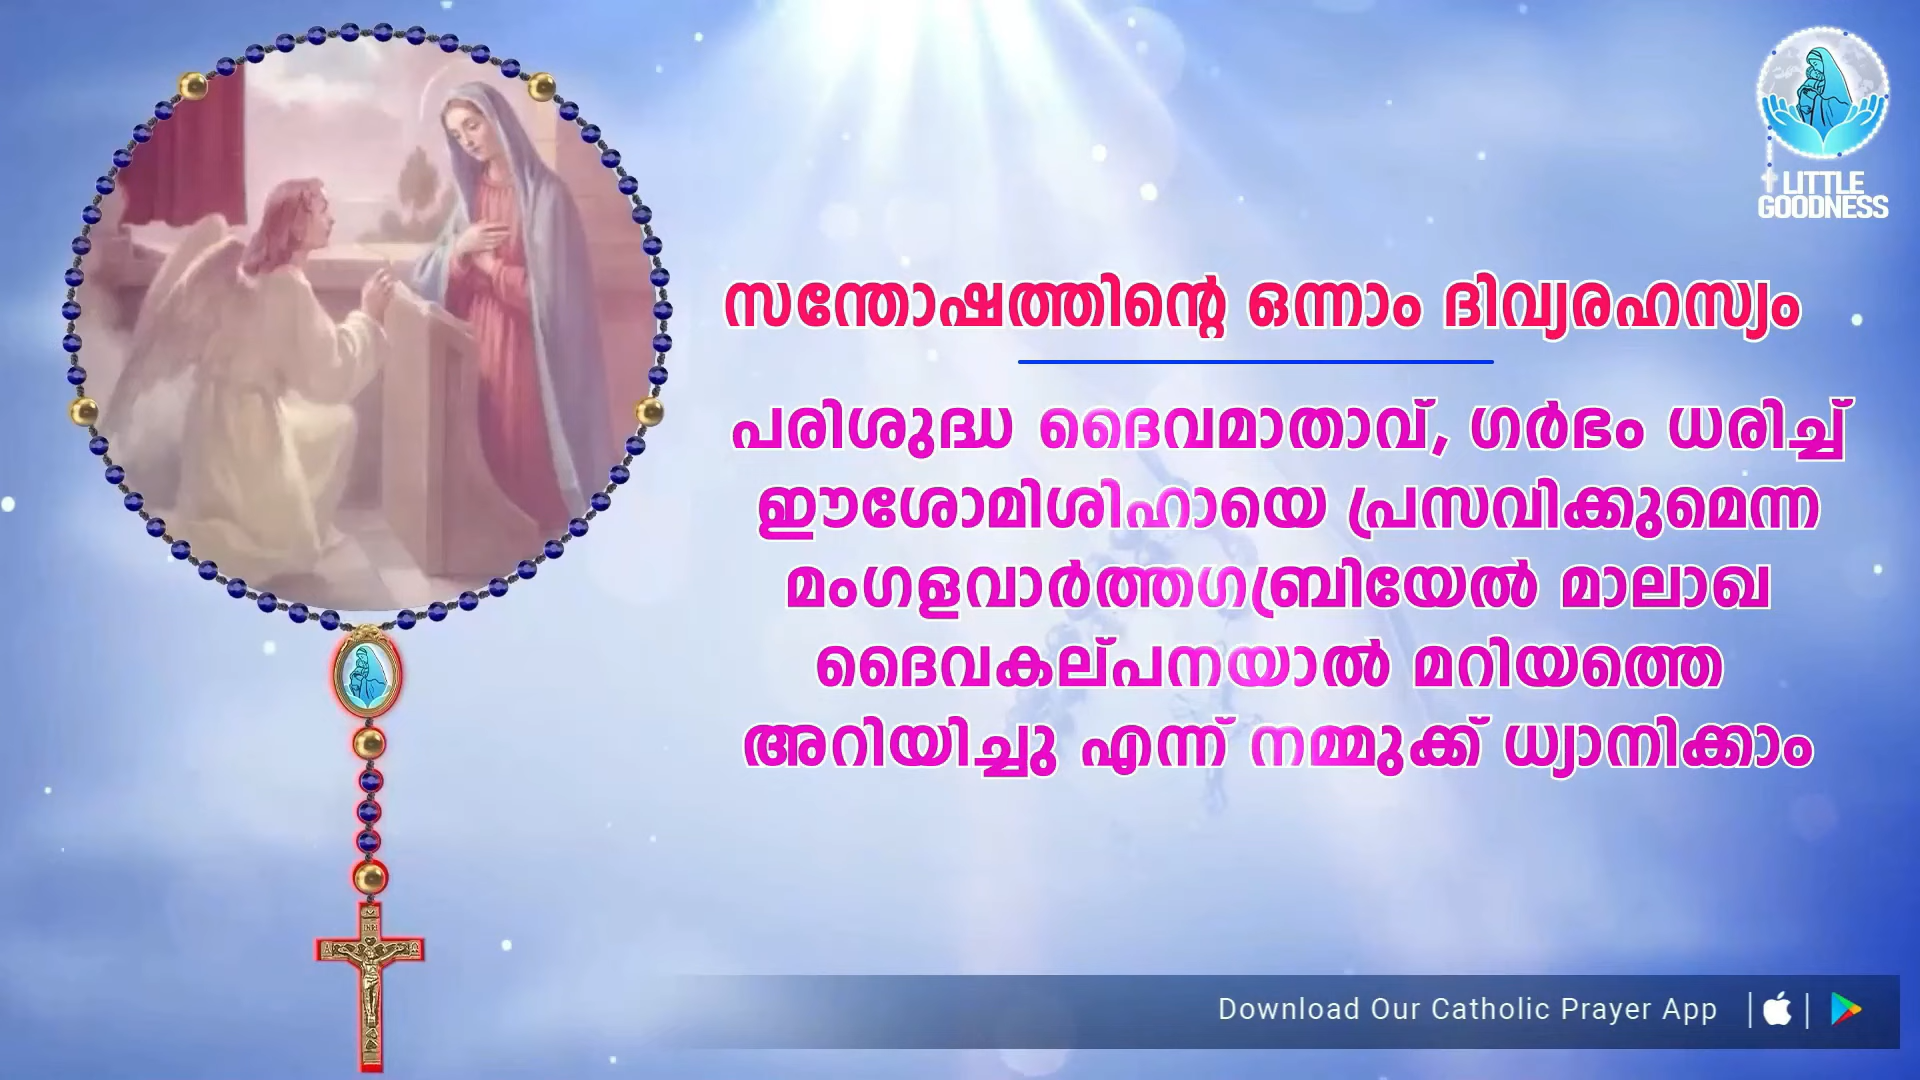 LITTLE
GOODNESS
സന്തോഷത്തിന്റെ ഒന്നാം ദിവ്യരഹസ്യം
പരിശുദ്ധ ദൈവമാതാവ്, ഗർഭം ധരിച്ച്
ഈശോമിശിഹായെ പ്രസവിക്കുമെന്ന
മംഗളവാർത്തഗബ്രിയേൽ മാലാഖ
ദൈവകല്പനയാൽ മറിയത്തെ
അറിയിച്ചു എന്ന് നമ്മുക്ക് ധ്യാനിക്കാം
INRI
Download Our Catholic Prayer App